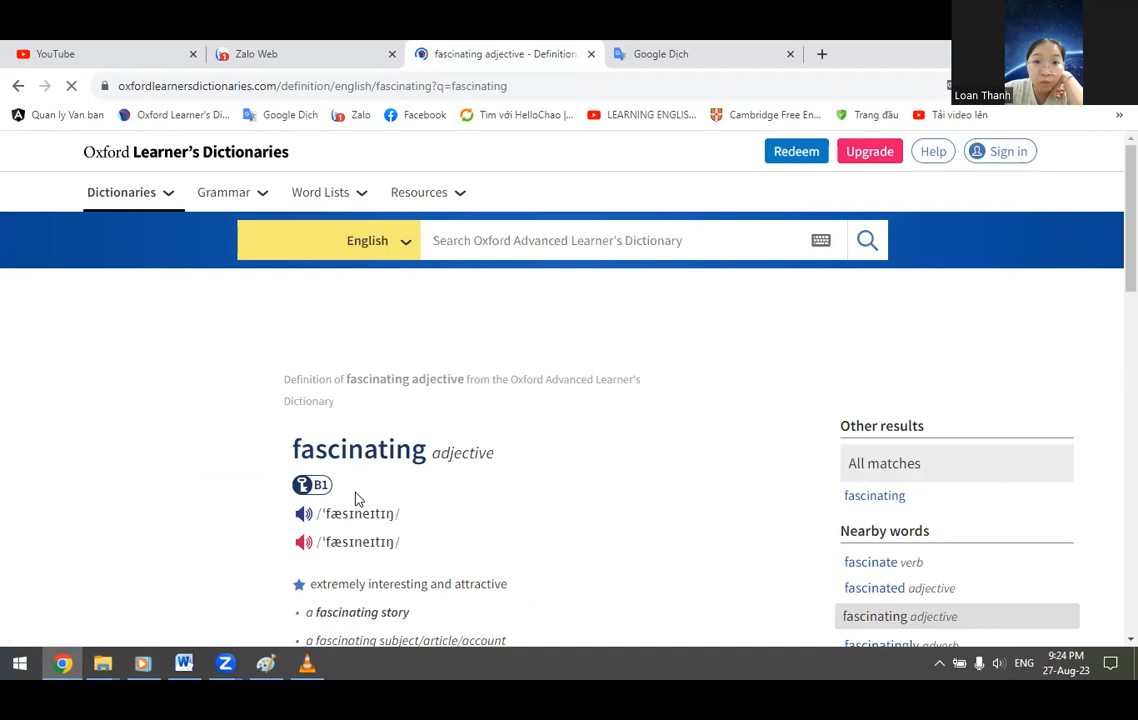 YouTube
Zalo Web
fascinating adjective - Definition.
Google Dịch
Loan Thanh
oxfordlearnersdictionaries.com/definition/english/fascinating?q=fascinating
Quan ly Van ban
Oxford Learner's Di...
Google Dịch
Zalo
Facebook
Tìm với HelloChao |...
LEARNING ENGLIS...
Cambridge Free En...
Trang đầu
Tải video lên
»
Oxford Learner's Dictionaries
Redeem
Upgrade
Help
Sign in
Dictionaries
Grammar
Word Lists
Resources
English
Search Oxford Advanced Learner's Dictionary
Definition of fascinating adjective from the Oxford Advanced Learner's
Dictionary
fascinating adjective
B1
/ˈfæsɪneɪtɪŋ/
/ˈfæsɪneɪtɪŋ/
extremely interesting and attractive
• a fascinating story
• a fascinating subject/article/account
Other results
All matches
fascinating
Nearby words
fascinate verb
fascinated adjective
fascinating adjective
fascinatingly adverb
ENG
9:24 PM
27-Aug-23